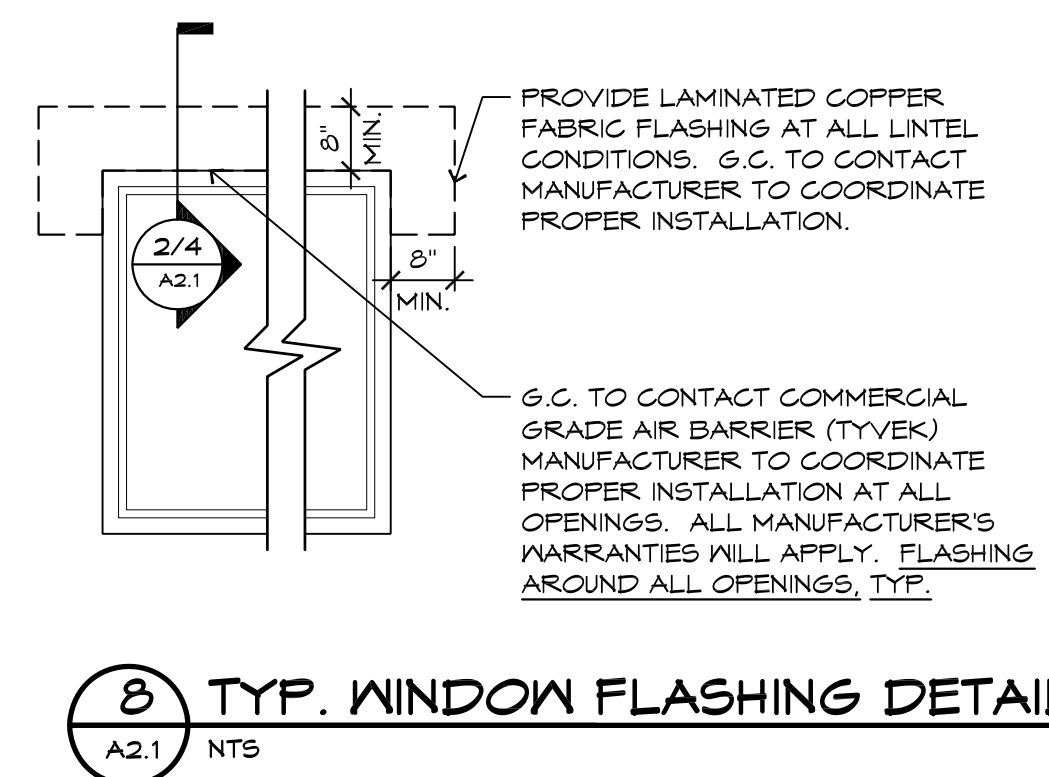 PROVIDE LAMINATED COPPER
FABRIC FLASHING AT ALL LINTEL
CONDITIONS. G.C. TO CONTACT
MANUFACTURER TO COORDINATE
PROPER INSTALLATION.
8"
MIN.
2/4
A2.1
8"
MIN.
G.C. TO CONTACT COMMERCIAL
GRADE AIR BARRIER (TYVEK)
MANUFACTURER TO COORDINATE
PROPER INSTALLATION AT ALL
OPENINGS. ALL MANUFACTURER'S
WARRANTIES WILL APPLY. FLASHING
AROUND ALL OPENINGS, TYP.
8 TYP. WINDOW FLASHING DETAI
A2.1 NTS